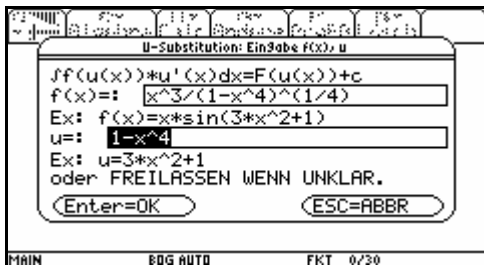 U-Substitution: Eingabe f(x), u
∫f(u(x))*u'(x)dx=F(u(x))+c
f(x)=: x^3/(1-x^4)^(1/4)
Ex: f(x)=x*sin(3*x^2+1)
u=: 1-x^4
Ex: u=3*x^2+1
oder FREILASSEN WENN UNKLAR.
Enter=OK ESC=ABBR
MAIN BOG AUTO FKT 0/30